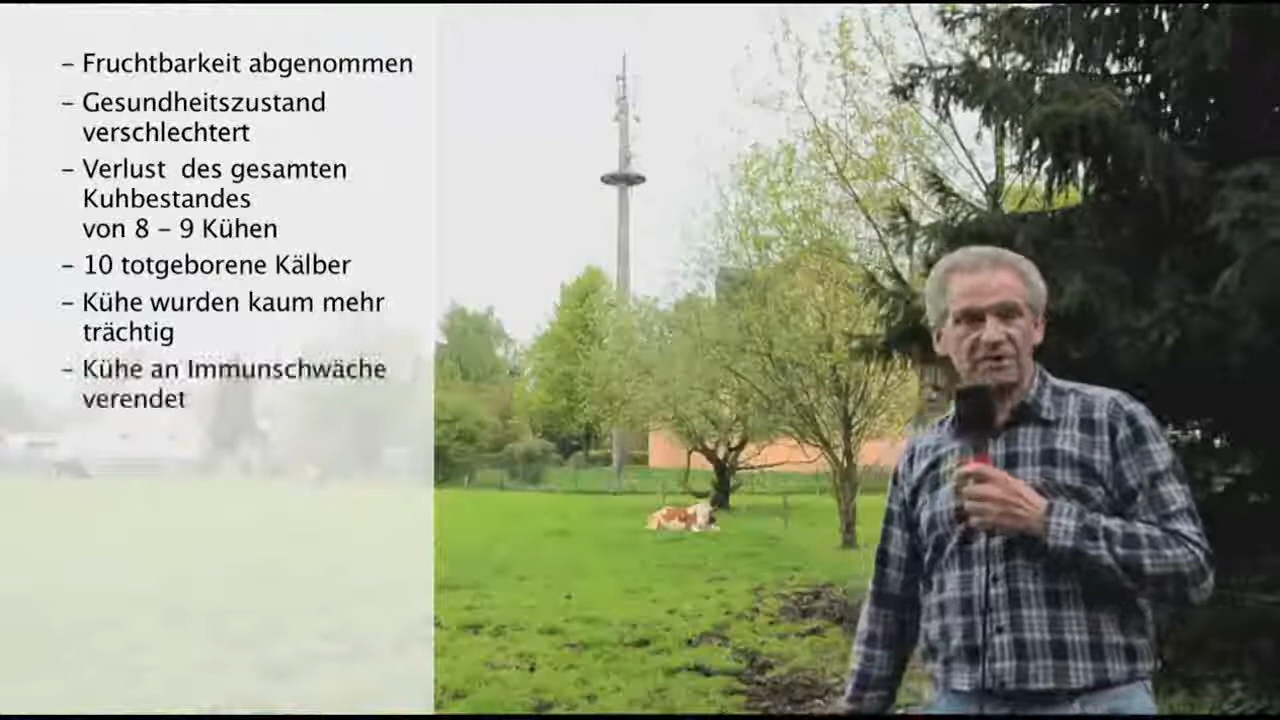 – Fruchtbarkeit abgenommen
– Gesundheitszustand
verschlechtert
– Verlust  des gesamten
Kuhbestandes
von 8 – 9 Kühen
– 10 totgeborene Kälber
– Kühe wurden kaum mehr
trächtig
– Kühe an Immunschwäche
verendet